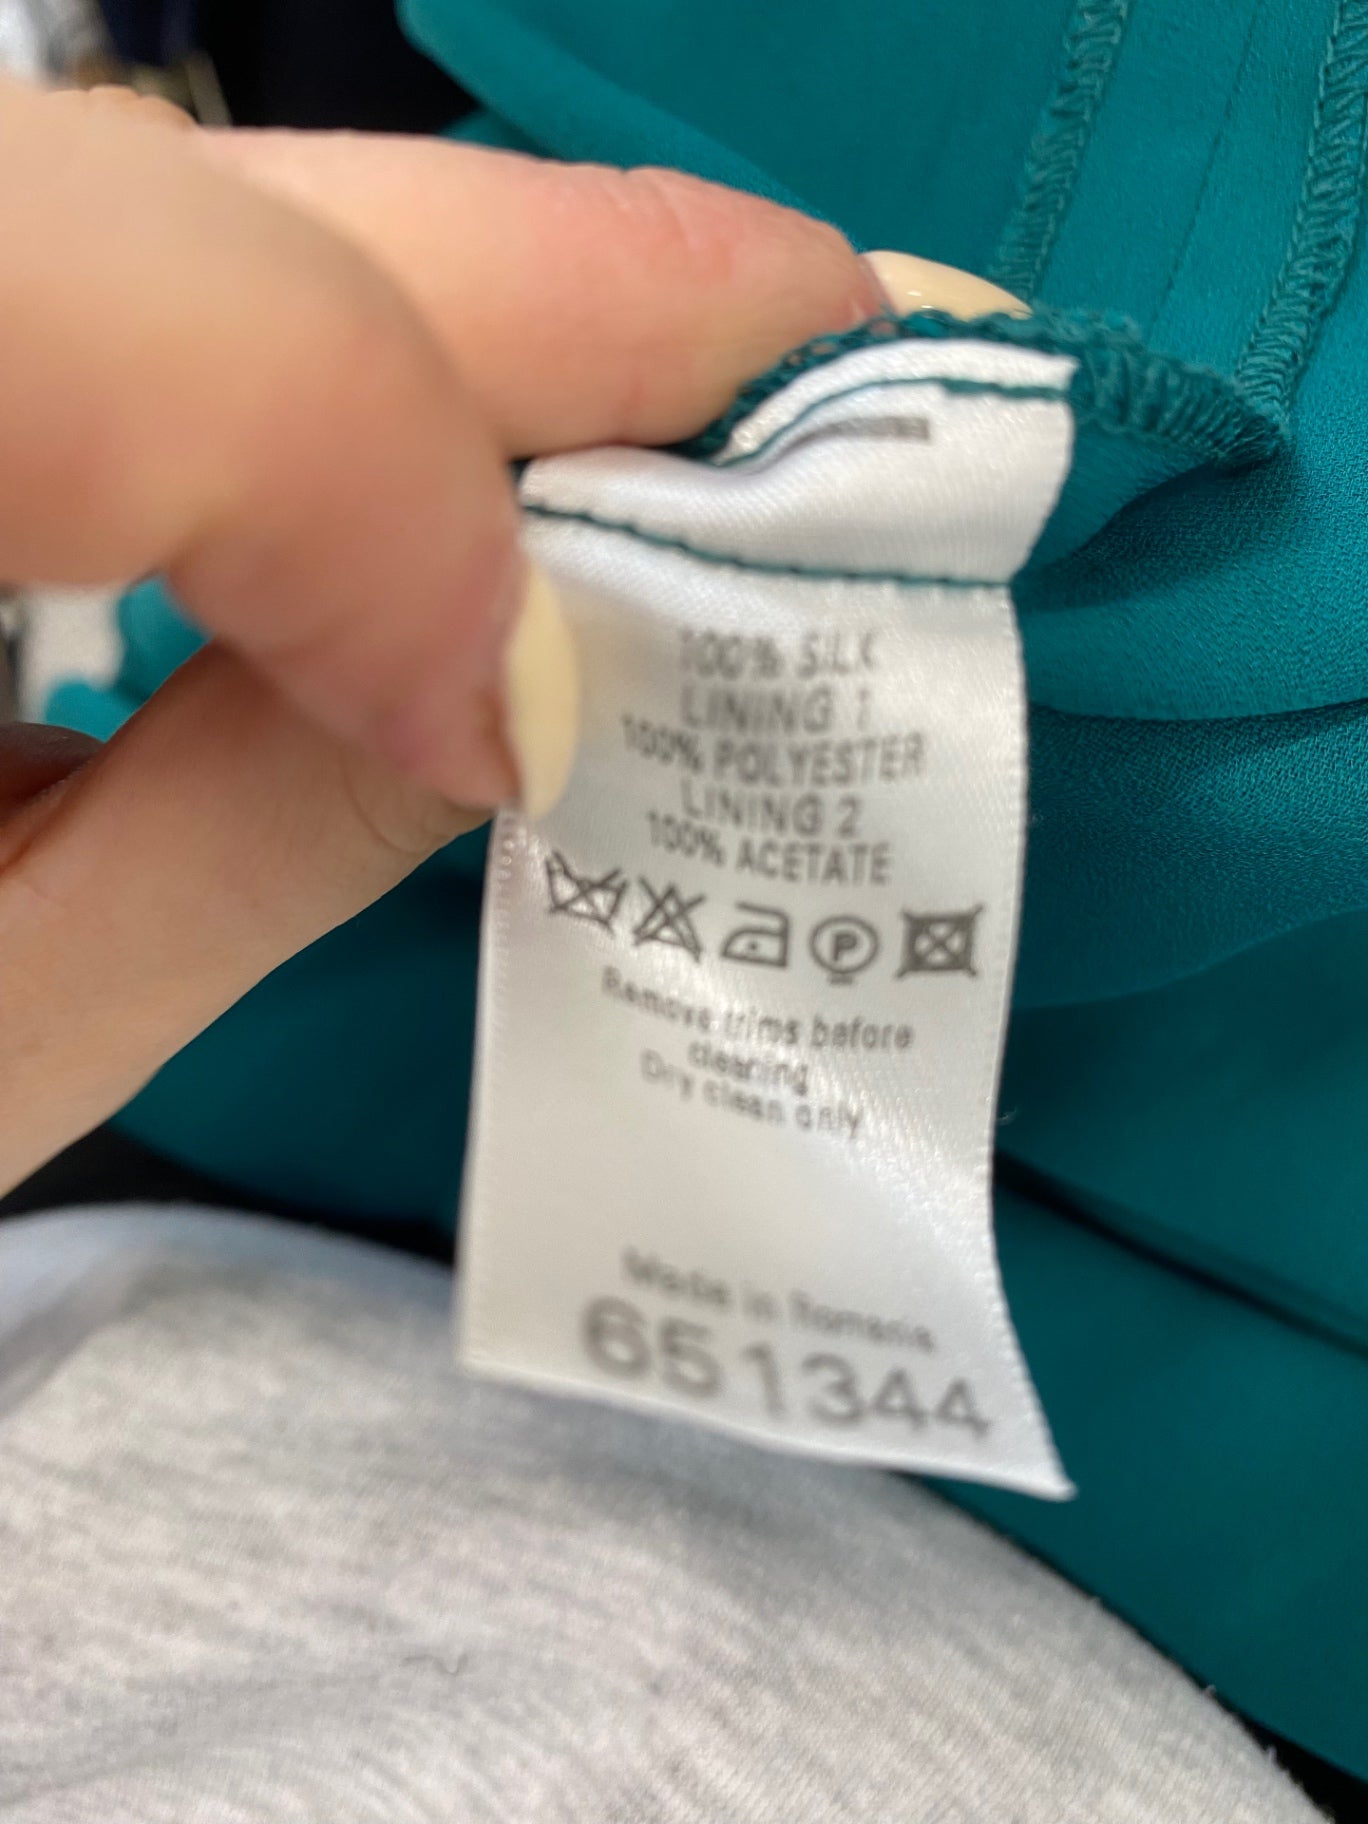 100% SILK
LINING 1
100% POLYESTER
LINING 2
100% ACETATE
P
Remove trims before
cleaning
Dry clean only
Made in Romania
651344